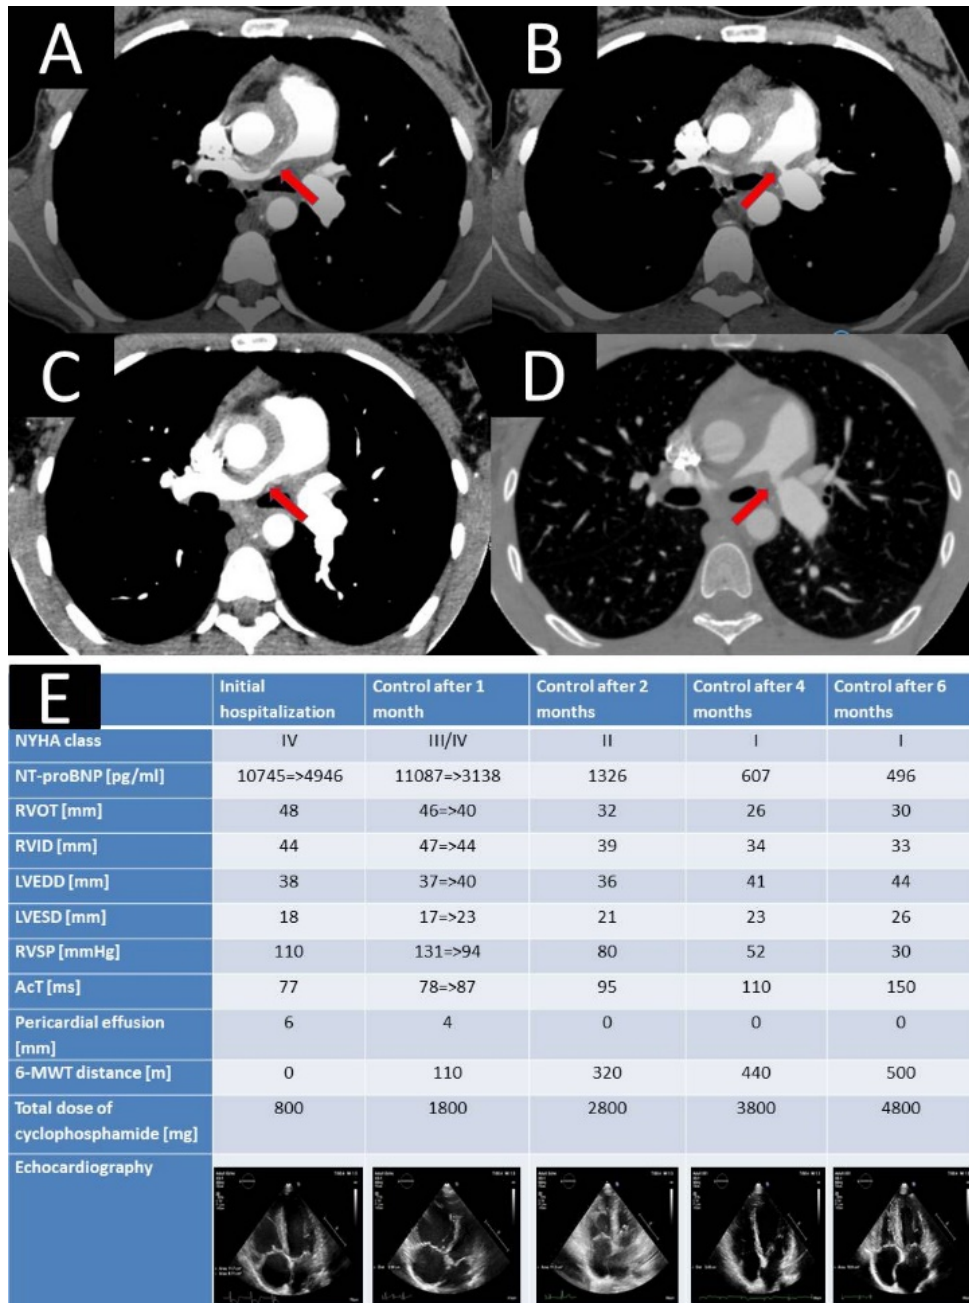 A
B
C
D
E
Initial hospitalization
Control after 1 month
Control after 2 months
Control after 4 months
Control after 6 months
NYHA class IV III/IV II I I
NT-proBNP [pg/ml] 10745=>4946 11087=>3138 1326 607 496
RVOT [mm] 48 46=>40 32 26 30
RVID [mm] 44 47=>44 39 34 33
LVEDD [mm] 38 37=>40 36 41 44
LVESD [mm] 18 17=>23 21 23 26
RVSP [mmHg] 110 131=>94 80 52 30
AcT [ms] 77 78=>87 95 110 150
Pericardial effusion [mm] 6 4 0 0 0
6-MWT distance [m] 0 110 320 440 500
Total dose of cyclophosphamide [mg] 800 1800 2800 3800 4800
Echocardiography